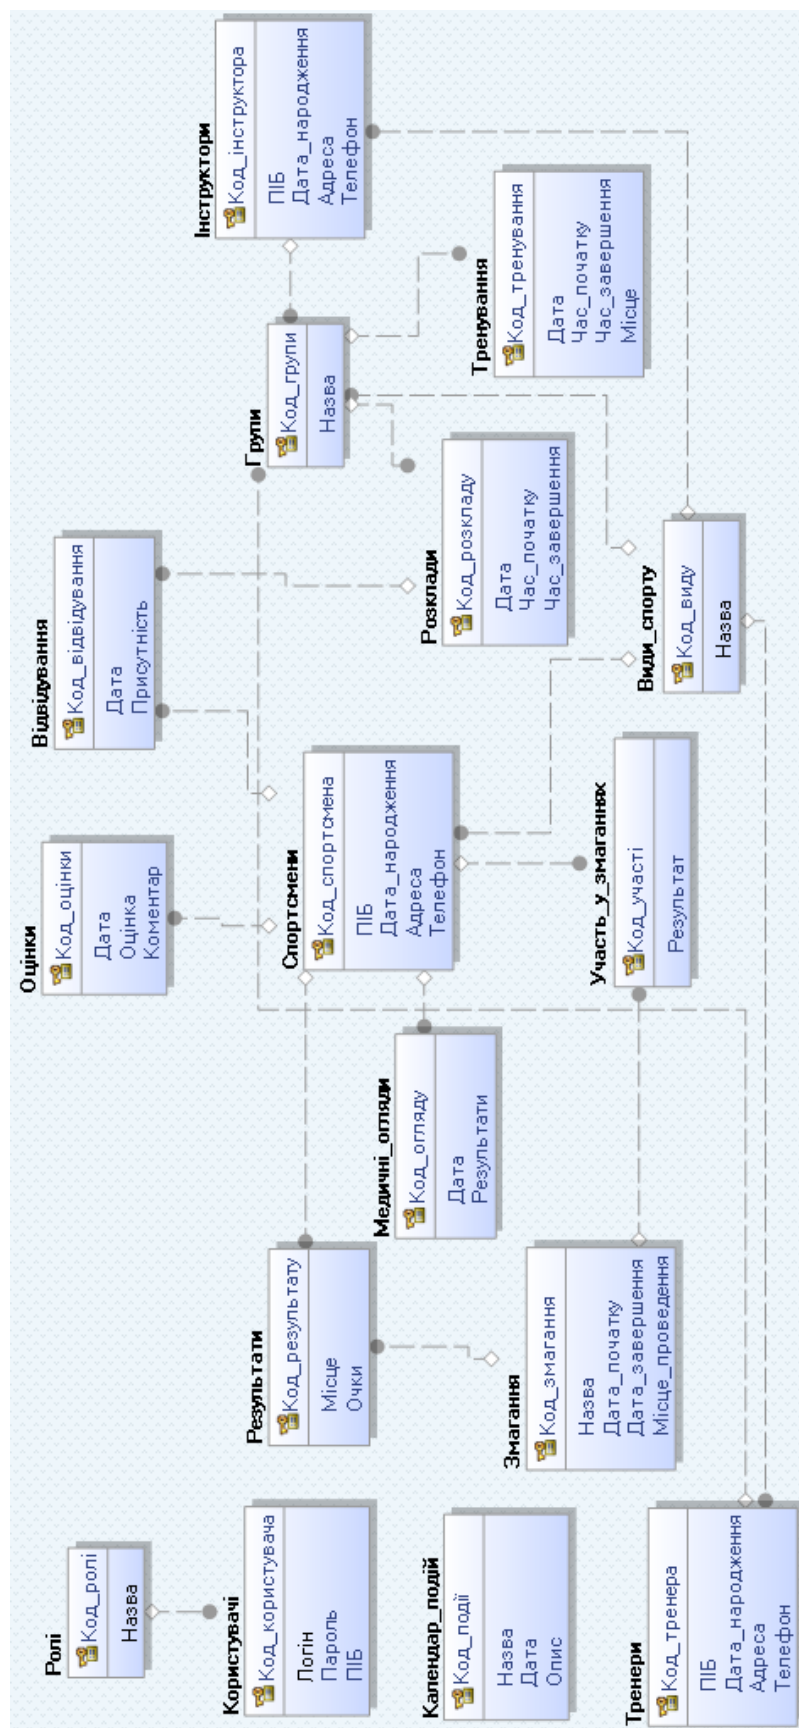 Ролі
Код_ролі
Назва
Оцінки
Код_оцінки
Дата
Оцінка
Коментар
Відвідування
Код_відвідування
Дата
Присутність
Користувачі
Код_користувача
Логін
Пароль
ПІБ
Результати
Код_результату
Місце
Очки
Спортсмени
Код_спортсмена
ПІБ
Дата_народження
Адреса
Телефон
Групи
Код_групи
Назва
Інструктори
Код_інструктора
ПІБ
Дата_народження
Адреса
Телефон
Календар_подій
Код_події
Назва
Дата
Опис
Медичні_огляди
Код_огляду
Дата
Результати
Розклади
Код_розкладу
Дата
Час_початку
Час_завершення
Тренування
Код_тренування
Дата
Час_початку
Час_завершення
Місце
Змагання
Код_змагання
Назва
Дата_початку
Дата_завершення
Місце_проведення
Участь_у_змаганнях
Код_участі
Результат
Види_спорту
Код_виду
Назва
Тренери
Код_тренера
ПІБ
Дата_народження
Адреса
Телефон